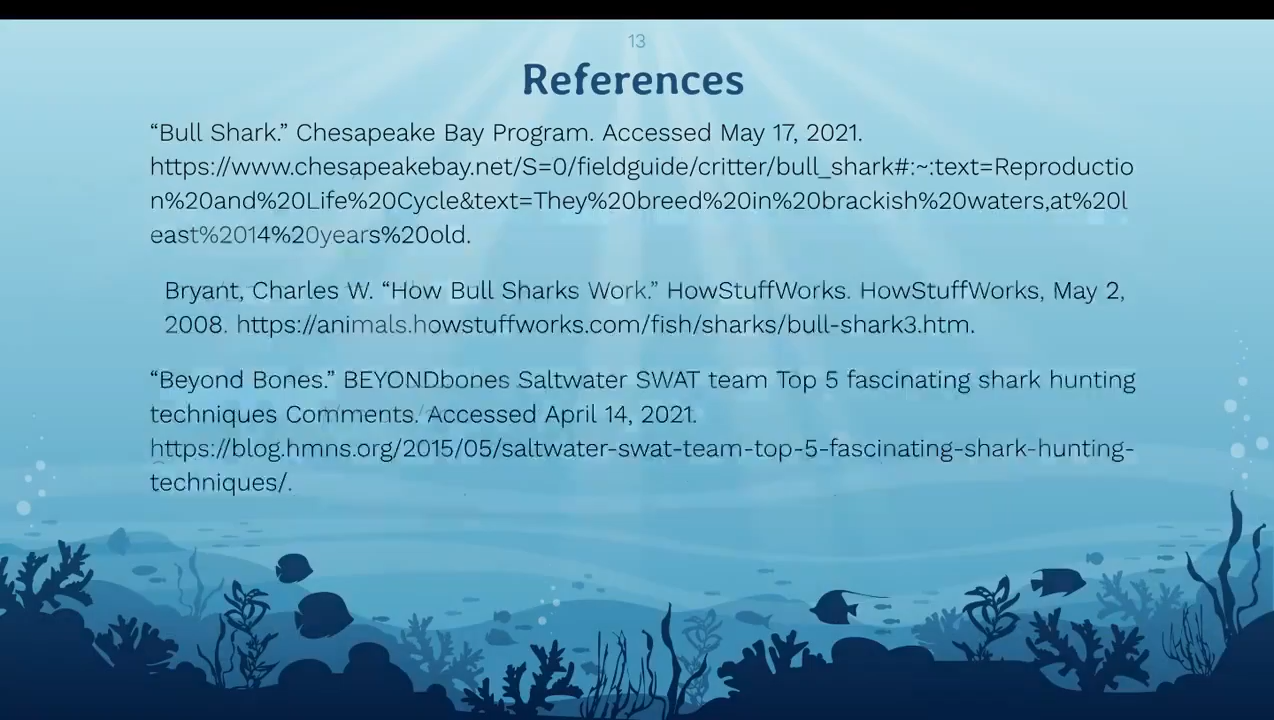 13
References
“Bull Shark.” Chesapeake Bay Program. Accessed May 17, 2021.
https://www.chesapeakebay.net/S=0/fieldguide/critter/bull_shark#:~:text=Reproductio
n%20and%20Life%20Cycle&text=They%20breed%20in%20brackish%20waters,at%20l
east%2014%20years%20old.
Bryant, Charles W. “How Bull Sharks Work.” HowStuffWorks. HowStuffWorks, May 2,
2008. https://animals.howstuffworks.com/fish/sharks/bull-shark3.htm.
“Beyond Bones.” BEYONDbones Saltwater SWAT team Top 5 fascinating shark hunting
techniques Comments. Accessed April 14, 2021.
https://blog.hmns.org/2015/05/saltwater-swat-team-top-5-fascinating-shark-hunting-
techniques/.